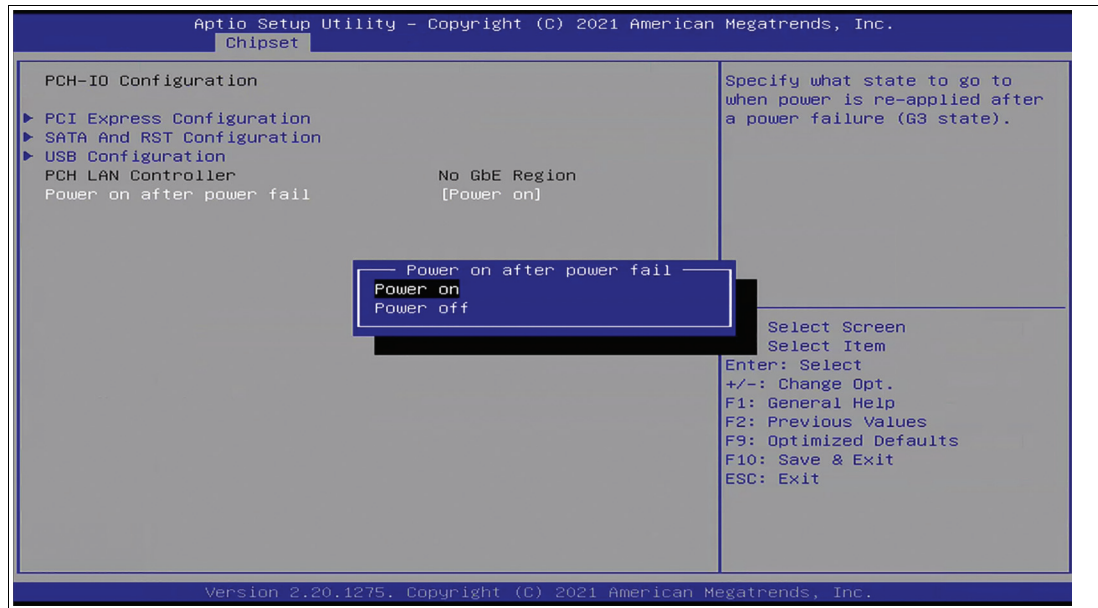 Aptio Setup Utility – Copyright (C) 2021 American Megatrends, Inc.
Chipset
PCH-IO Configuration
PCI Express Configuration
SATA And RST Configuration
USB Configuration
PCH LAN Controller No GbE Region
Power on after power fail [Power on]
Specify what state to go to
when power is re-applied after
a power failure (G3 state).
Power on after power fail
Power on
Power off
Select Screen
Select Item
Enter: Select
+/-: Change Opt.
F1: General Help
F2: Previous Values
F9: Optimized Defaults
F10: Save & Exit
ESC: Exit
Version 2.20.1275. Copyright (C) 2021 American Megatrends, Inc.